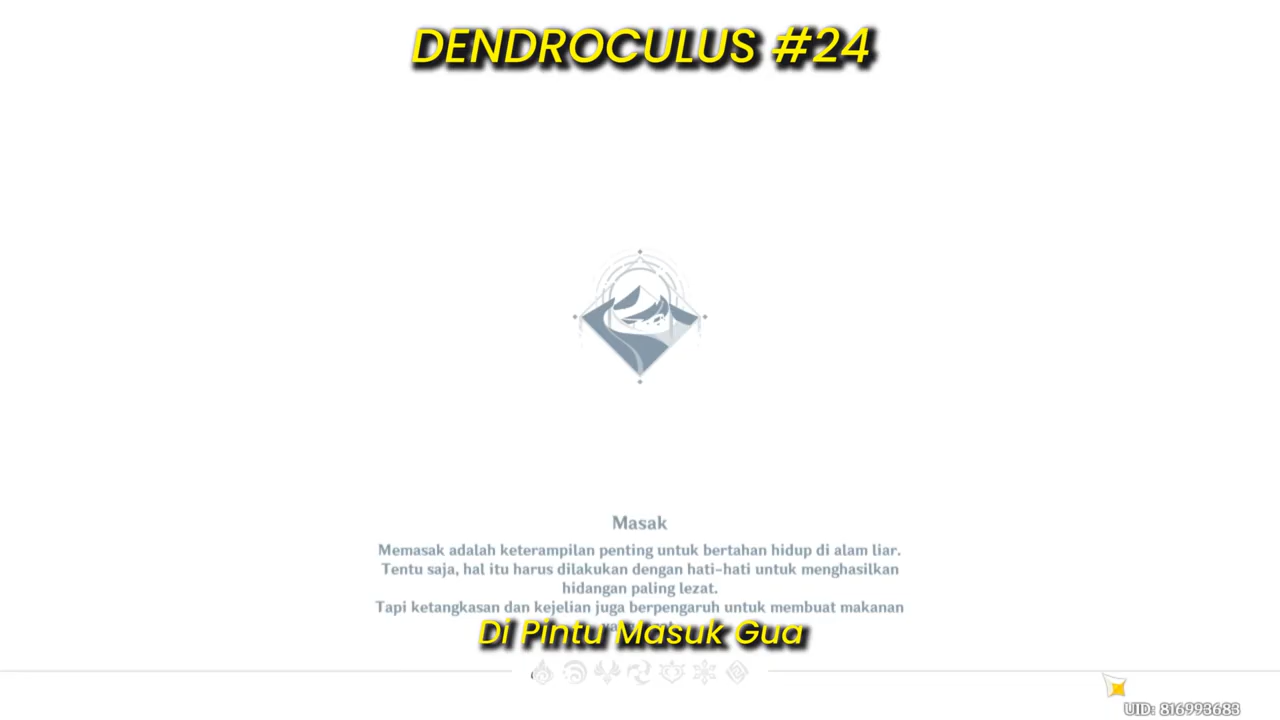 DENDROCULUS #24
Masak
Memasak adalah keterampilan penting untuk bertahan hidup di alam liar.
Tentu saja, hal itu harus dilakukan dengan hati-hati untuk menghasilkan
hidangan paling lezat.
Tapi ketangkasan dan kejelian juga berpengaruh untuk membuat makanan
Di Pintu Masuk Gua
UID: 816993683